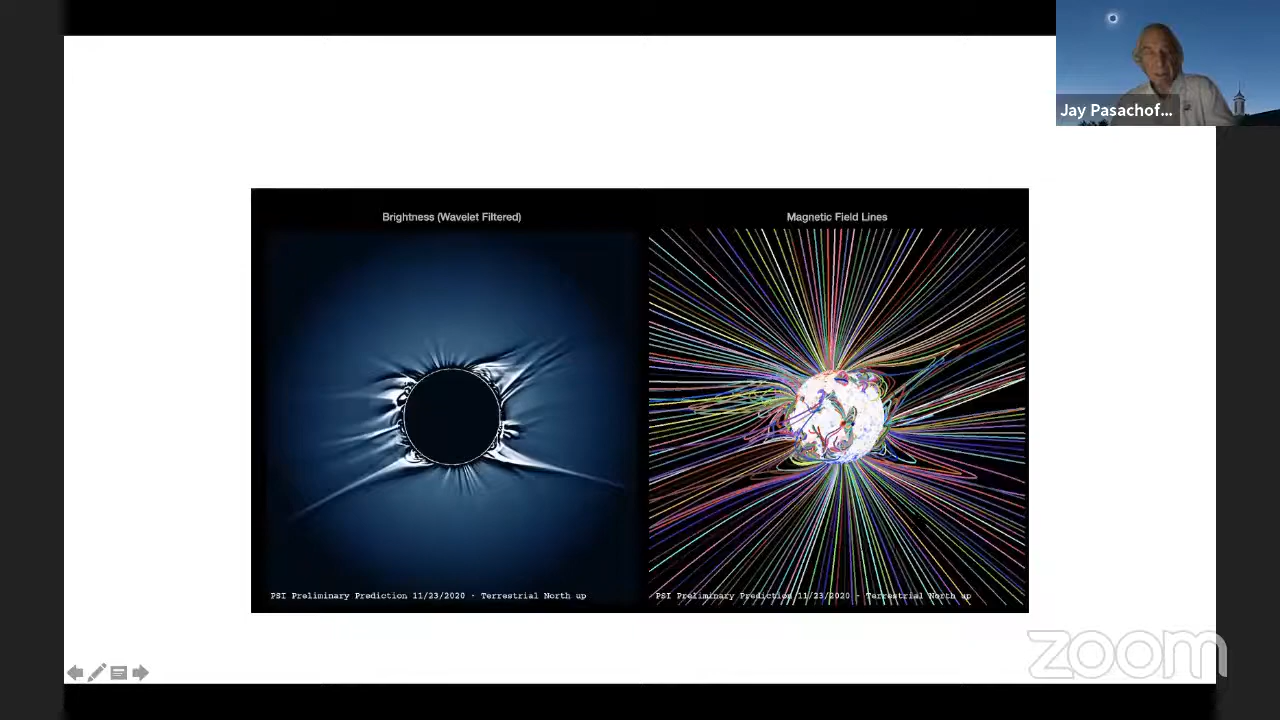 Jay Pasachof...
Brightness (Wavelet Filtered)
Magnetic Field Lines
PSI Preliminary Prediction 11/23/2020 - Terrestrial North up
PSI Preliminary Prediction 11/23/2020 - Terrestrial North up
zoom